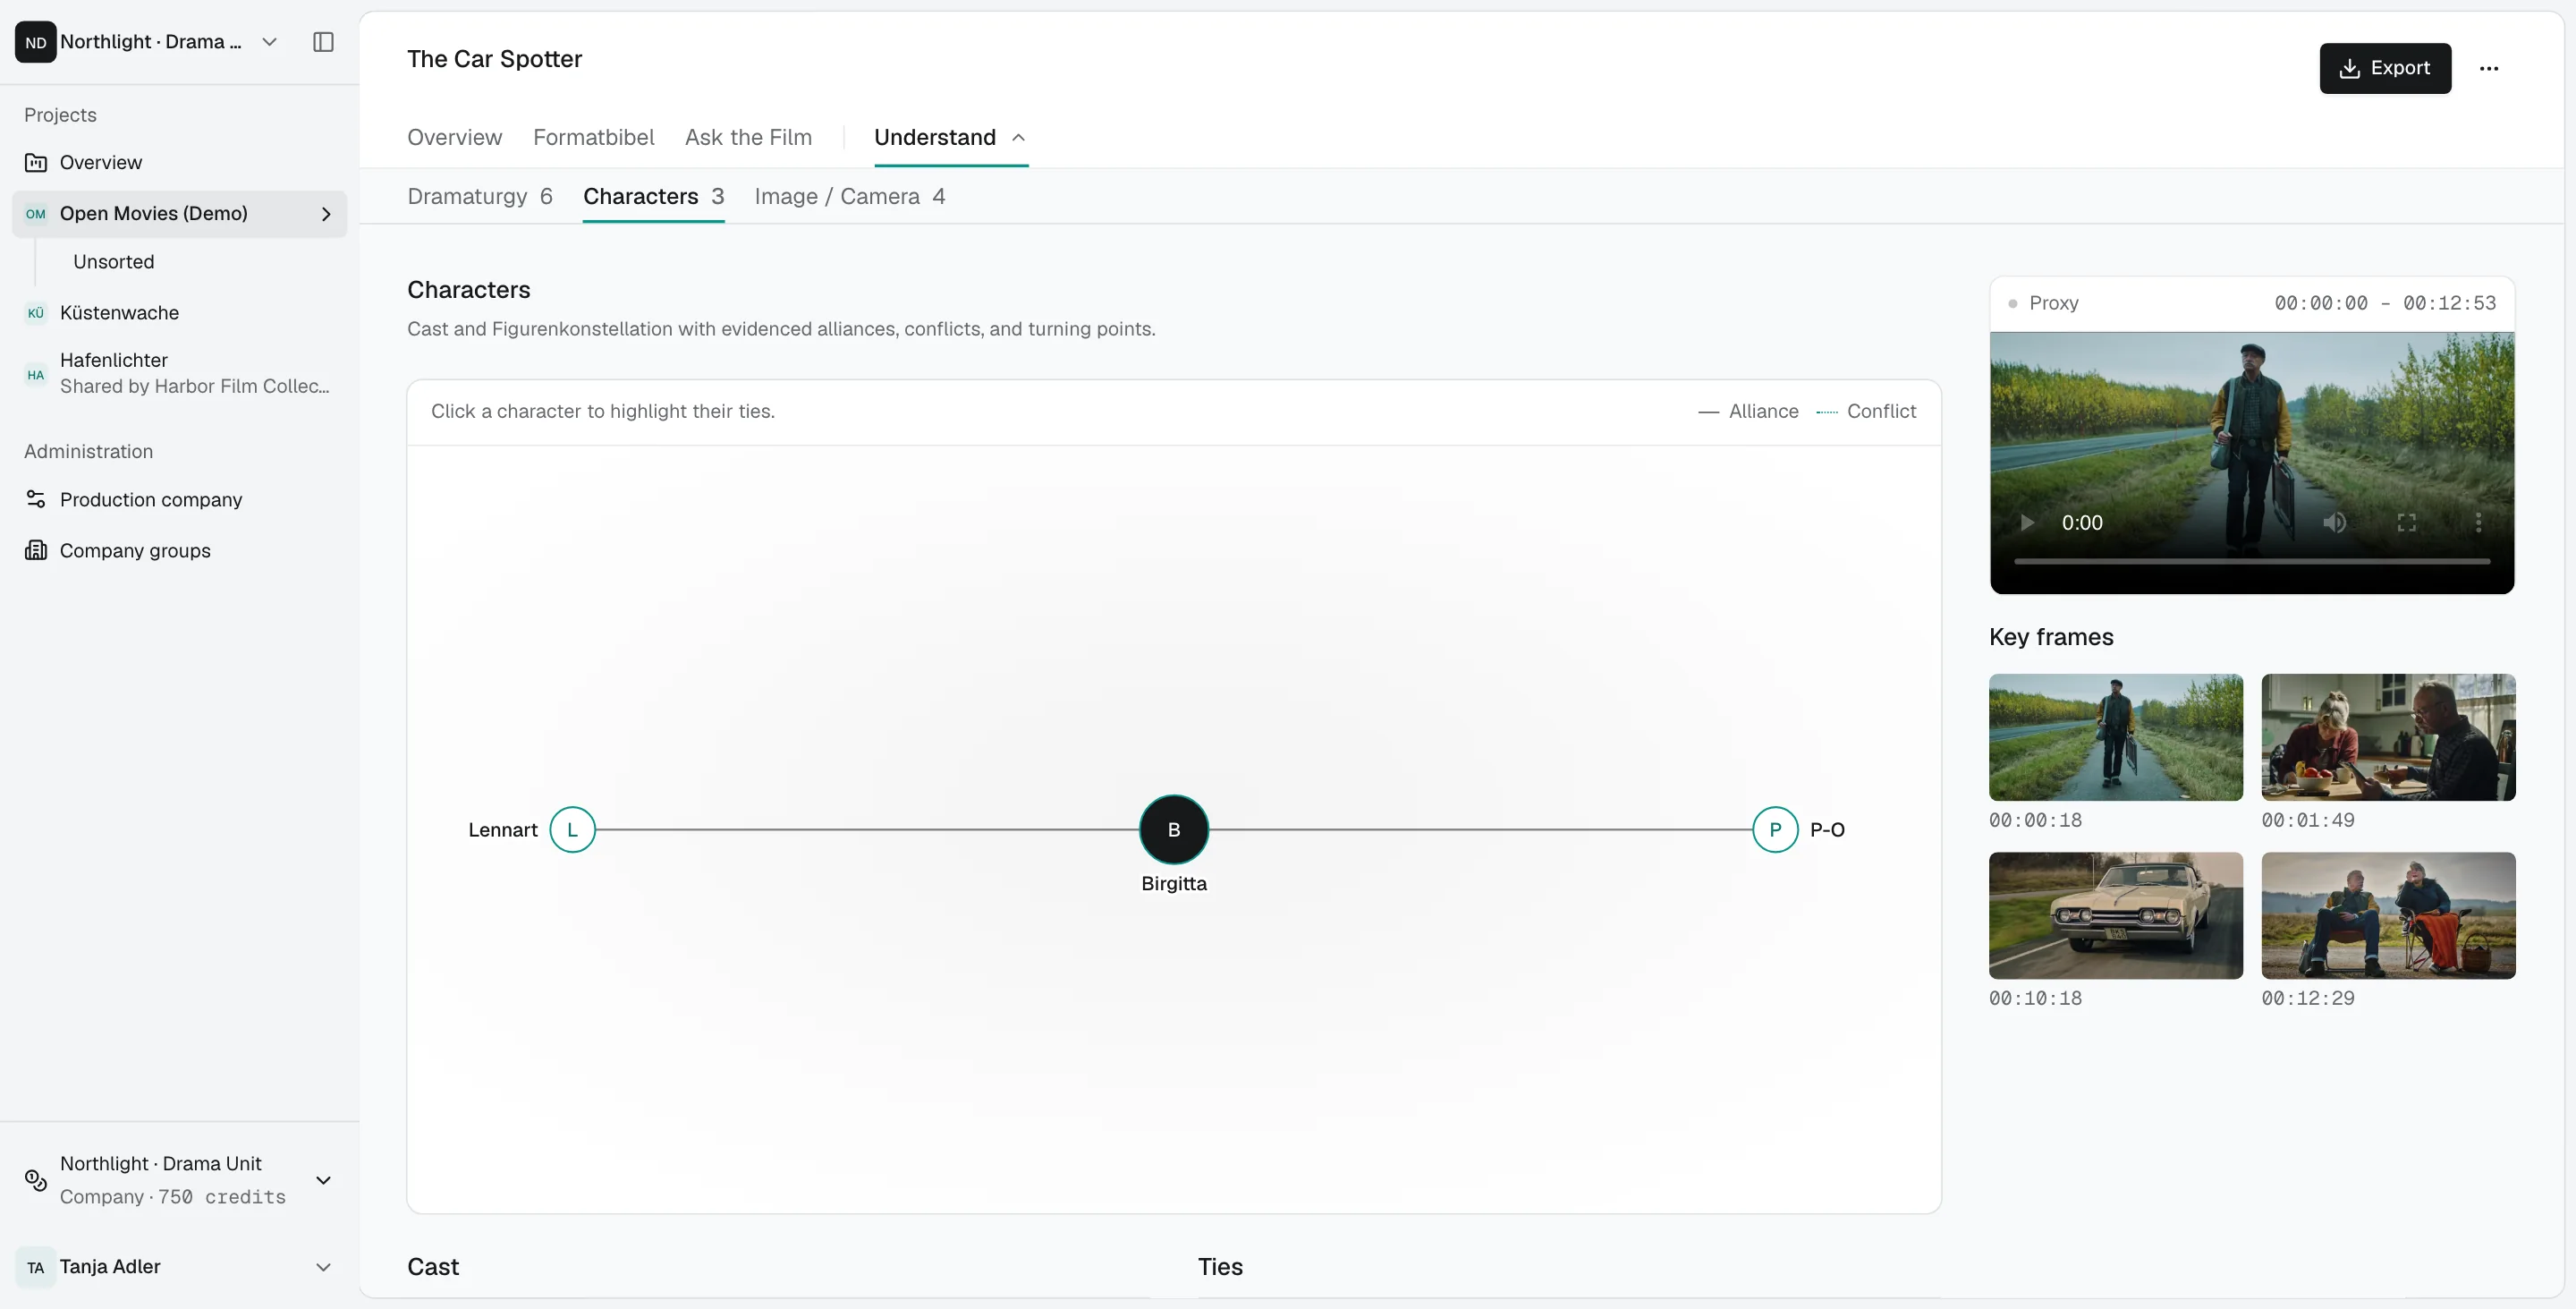 ND Northlight · Drama ...
Projects
Overview
OM Open Movies (Demo)
Unsorted
KÜ Küstenwache
HA Hafenlichter
Shared by Harbor Film Collec...
Administration
Production company
Company groups
Northlight · Drama Unit
Company · 750 credits
TA Tanja Adler
The Car Spotter
Export
Overview Formatbibel Ask the Film Understand
Dramaturgy 6 Characters 3 Image / Camera 4
Characters
Cast and Figurenkonstellation with evidenced alliances, conflicts, and turning points.
Click a character to highlight their ties.
Alliance Conflict
Lennart L B P P-O
Birgitta
Cast Ties
Proxy 00:00:00 – 00:12:53
0:00
Key frames
00:00:18 00:01:49
00:10:18 00:12:29